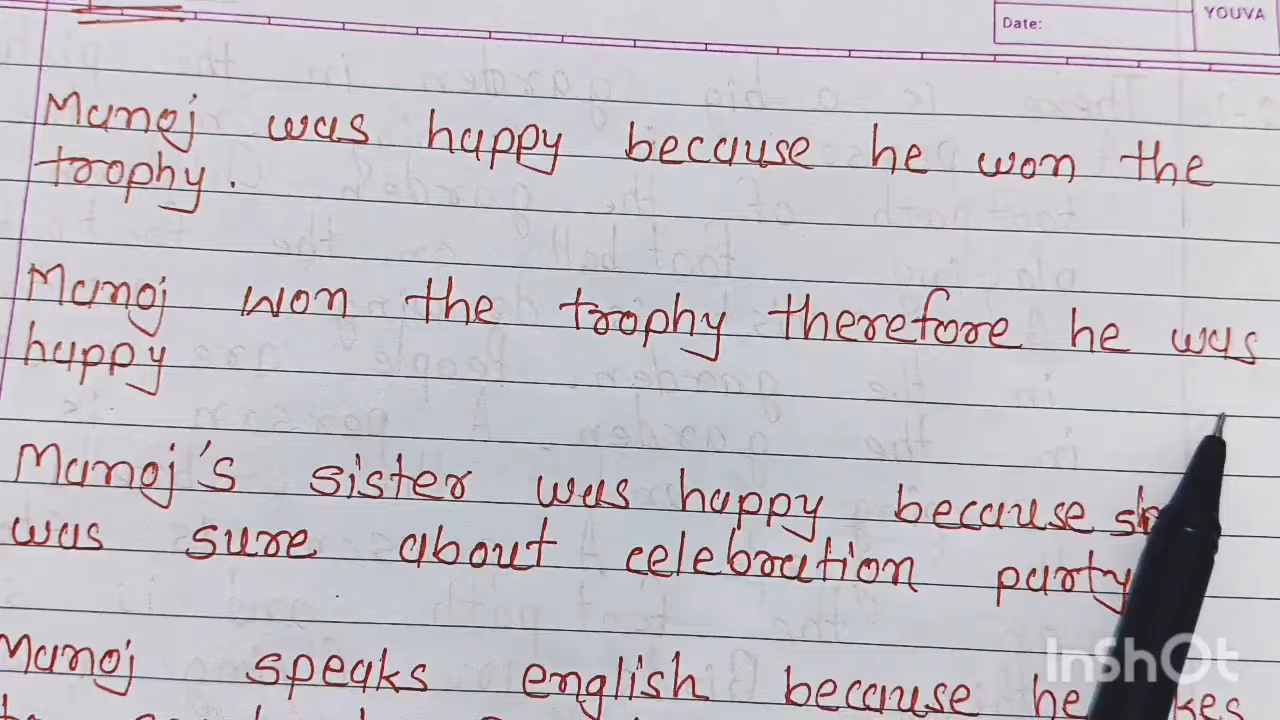 Date:
YOUVA
Manoj was happy because he won the
trophy.
Manoj won the trophy therefore he was
happy
Manoj's sister was happy because
was sure about celebration party
Manoj speaks english because he
InShOt